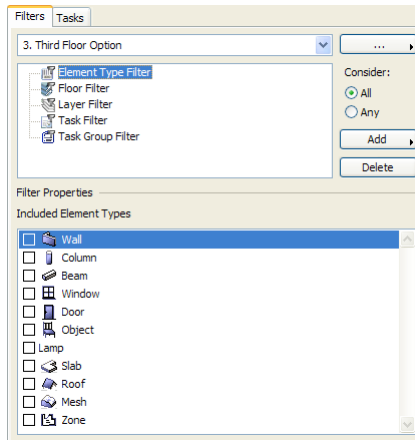 Filters Tasks
3. Third Floor Option ...
Element Type Filter
Floor Filter
Layer Filter
Task Filter
Task Group Filter
Consider:
All
Any
Add
Delete
Filter Properties
Included Element Types
Wall
Column
Beam
Window
Door
Object
Lamp
Slab
Roof
Mesh
Zone